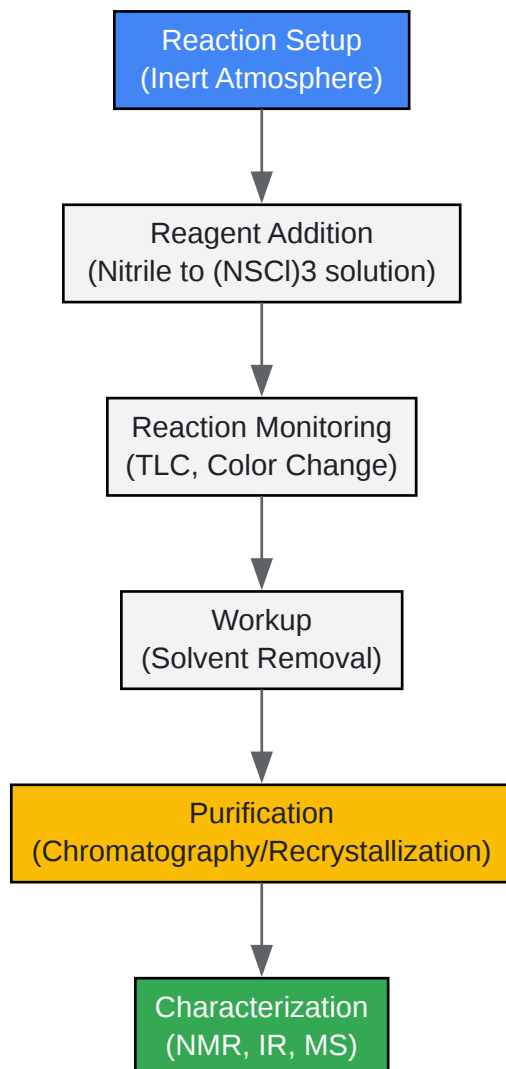 Reaction Setup
(Inert Atmosphere)
Reagent Addition
(Nitrile to (NSCl)3 solution)
Reaction Monitoring
(TLC, Color Change)
Workup
(Solvent Removal)
Purification
(Chromatography/Recrystallization)
Characterization
(NMR, IR, MS)